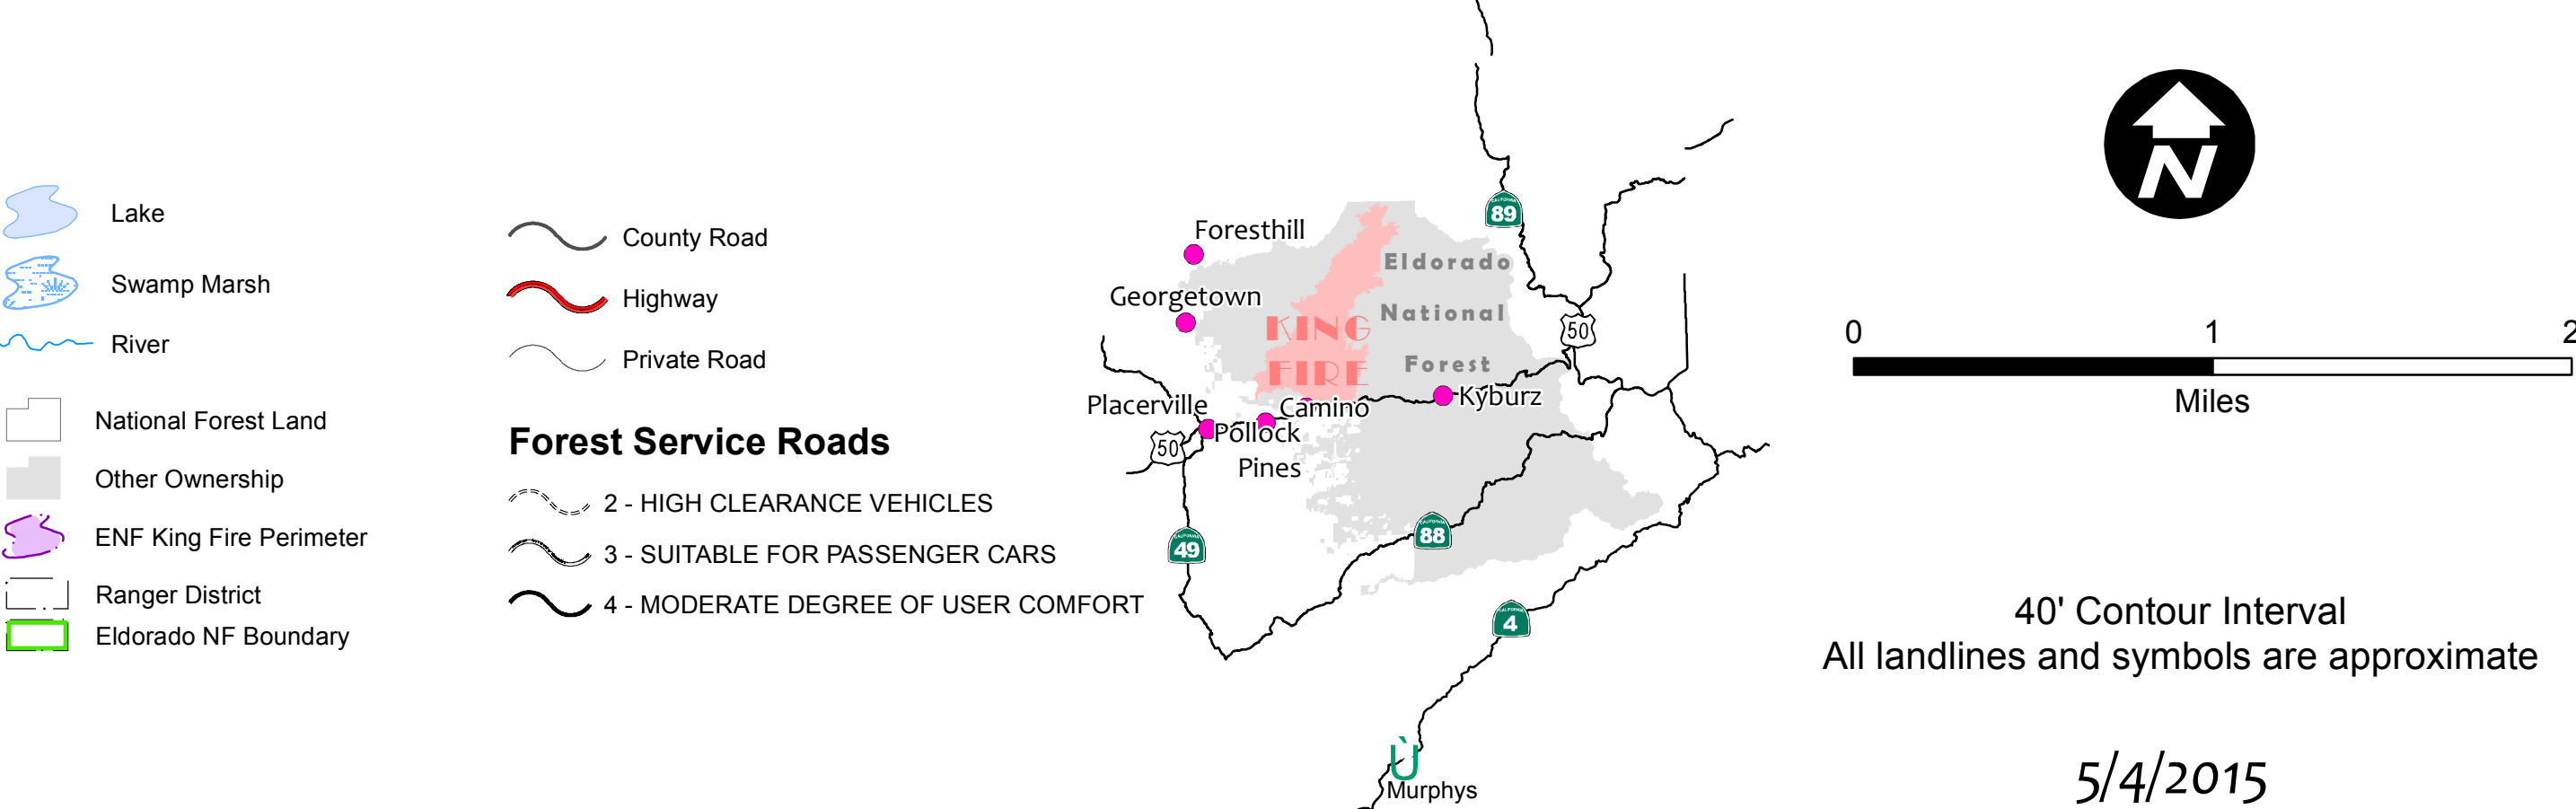 Lake
Swamp Marsh
River
National Forest Land
Other Ownership
ENF King Fire Perimeter
Ranger District
Eldorado NF Boundary
County Road
Highway
Private Road
Forest Service Roads
2 - HIGH CLEARANCE VEHICLES
3 - SUITABLE FOR PASSENGER CARS
4 - MODERATE DEGREE OF USER COMFORT
CALIFORNIA
89
Foresthill
Eldorado
Georgetown
National
KING
50
Forest
FIRE
Kyburz
Placerville
Camino
50
Pollock
Pines
CALIFORNIA
88
CALIFORNIA
49
CALIFORNIA
4
Ù
Murphys
N
0 1 2
Miles
40' Contour Interval
All landlines and symbols are approximate
5/4/2015